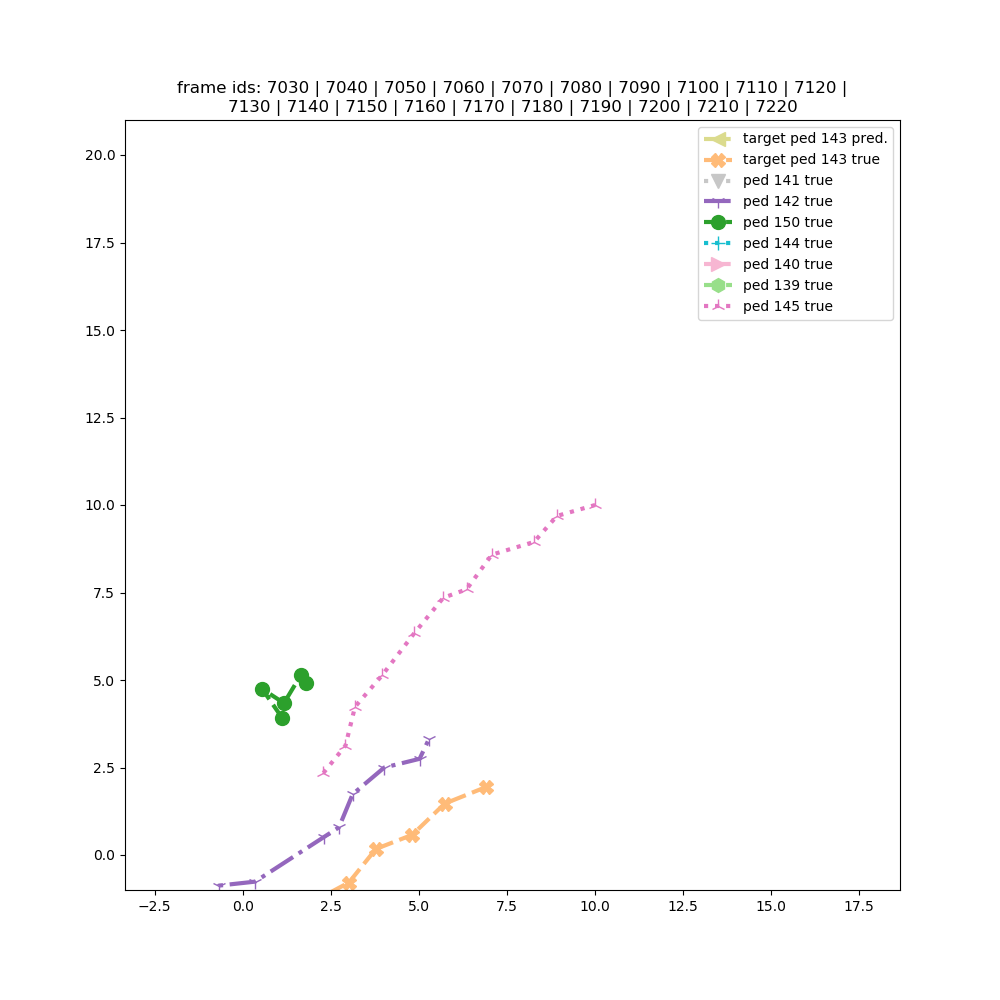 frame ids: 7030 | 7040 | 7050 | 7060 | 7070 | 7080 | 7090 | 7100 | 7110 | 7120 |
7130 | 7140 | 7150 | 7160 | 7170 | 7180 | 7190 | 7200 | 7210 | 7220
target ped 143 pred.
target ped 143 true
ped 141 true
ped 142 true
ped 150 true
ped 144 true
ped 140 true
ped 139 true
ped 145 true
20.0
17.5
15.0
12.5
10.0
7.5
5.0
2.5
0.0
−2.5 0.0 2.5 5.0 7.5 10.0 12.5 15.0 17.5